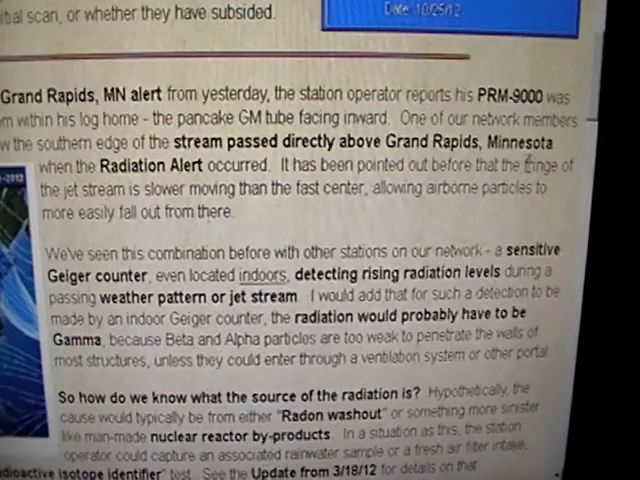 itial scan, or whether they have subsided.
Date: 10/25/12
Grand Rapids, MN alert from yesterday, the station operator reports his PRM-9000 was
m within his log home - the pancake GM tube facing inward. One of our network members
w the southern edge of the stream passed directly above Grand Rapids, Minnesota
when the Radiation Alert occurred. It has been pointed out before that the fringe of
-2012
the jet stream is slower moving than the fast center, allowing airborne particles to
more easily fall out from there.
We've seen this combination before with other stations on our network - a sensitive
Geiger counter, even located indoors, detecting rising radiation levels during a
passing weather pattern or jet stream. I would add that for such a detection to be
made by an indoor Geiger counter, the radiation would probably have to be
Gamma, because Beta and Alpha particles are too weak to penetrate the walls of
most structures, unless they could enter through a ventilation system or other portal.
So how do we know what the source of the radiation is? Hypothetically, the
cause would typically be from either "Radon washout" or something more sinister
like man-made nuclear reactor by-products. In a situation as this, the station
operator could capture an associated rainwater sample or a fresh air filter intake,
adioactive Isotope Identifier" test. See the Update from 3/18/12 for details on that